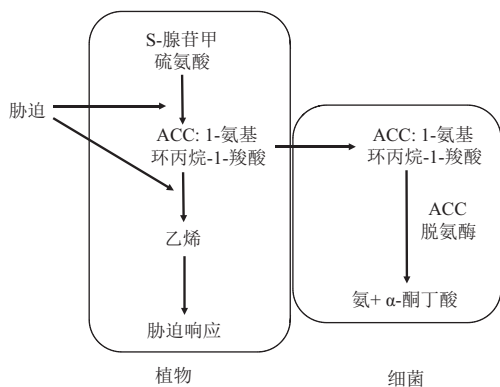 S-腺苷甲
硫氨酸
胁迫
ACC: 1-氨基
环丙烷-1-羧酸
ACC: 1-氨基
环丙烷-1-羧酸
ACC
脱氨酶
乙烯
氨+ α-酮丁酸
胁迫响应
植物
细菌